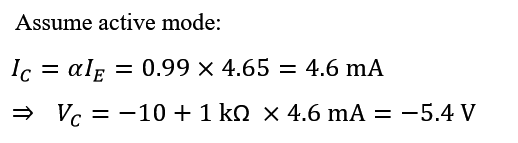 Assume active mode:
I_C = αI_E = 0.99 × 4.65 = 4.6 mA
⇒ V_C = −10 + 1 kΩ × 4.6 mA = −5.4 V